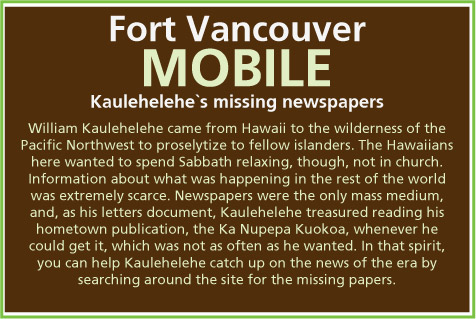 Fort Vancouver
MOBILE
Kaulehelehe`s missing newspapers
William Kaulehelehe came from Hawaii to the wilderness of the
Pacific Northwest to proselytize to fellow islanders. The Hawaiians
here wanted to spend Sabbath relaxing, though, not in church.
Information about what was happening in the rest of the world
was extremely scarce. Newspapers were the only mass medium,
and, as his letters document, Kaulehelehe treasured reading his
hometown publication, the Ka Nupepa Kuokoa, whenever he
could get it, which was not as often as he wanted. In that spirit,
you can help Kaulehelehe catch up on the news of the era by
searching around the site for the missing papers.